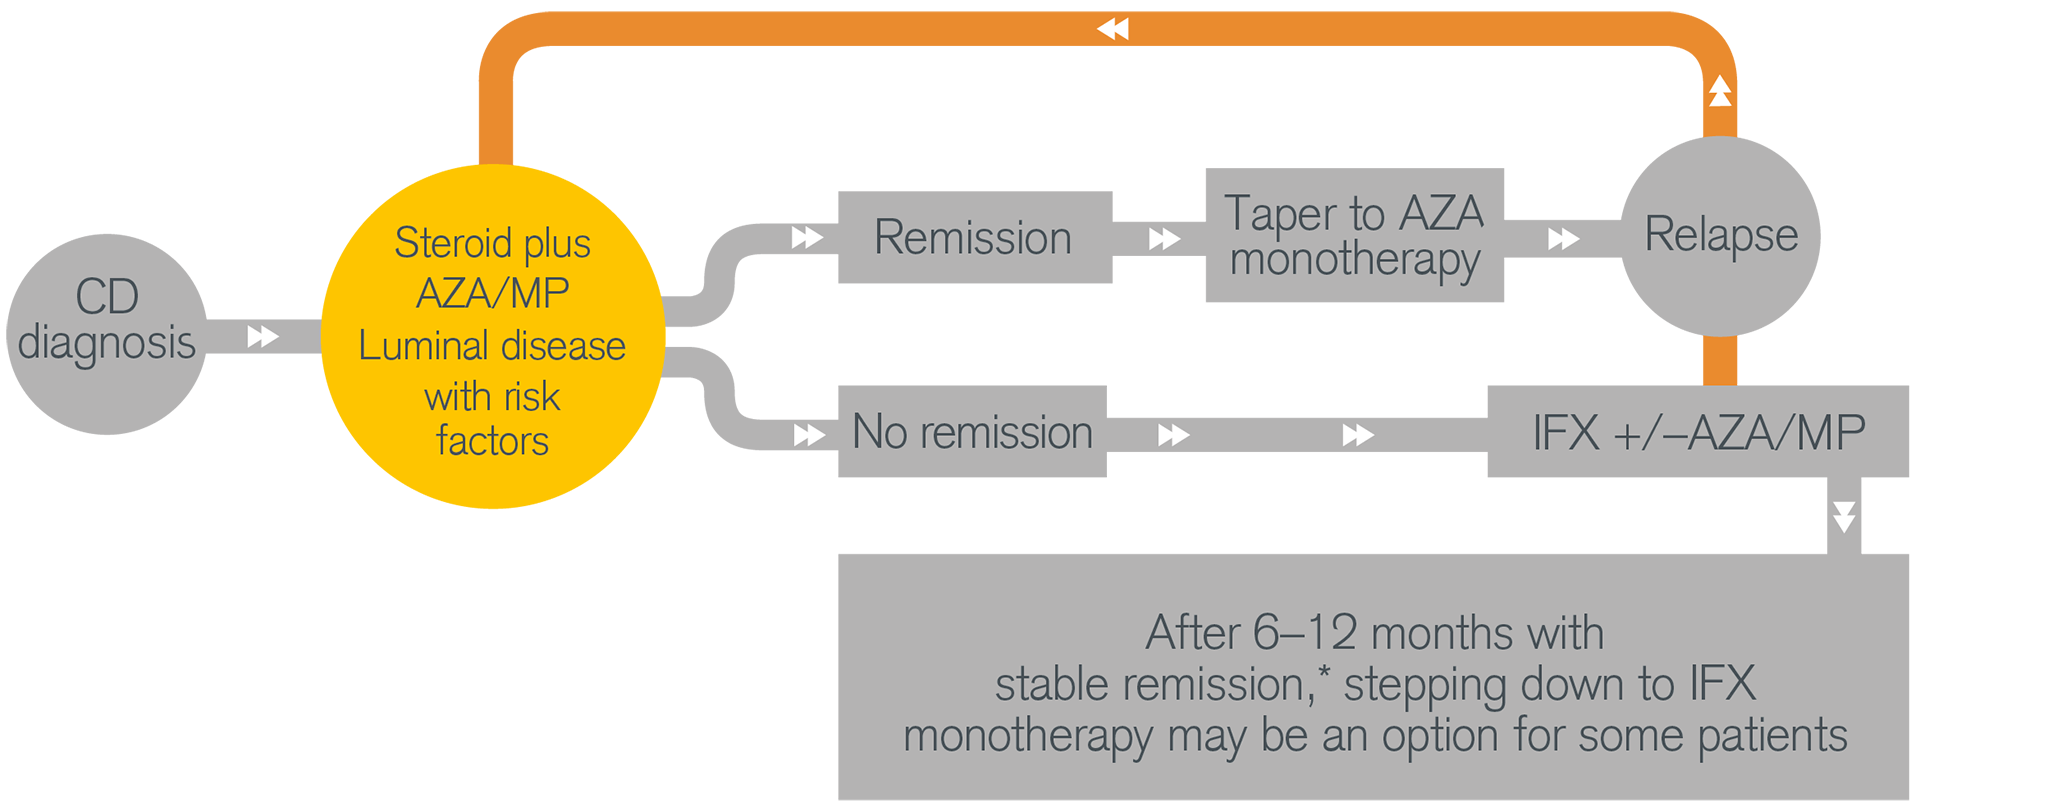 CD
diagnosis
Steroid plus
AZA/MP
Luminal disease
with risk
factors
Remission
Taper to AZA
monotherapy
Relapse
No remission
IFX +/–AZA/MP
After 6–12 months with
stable remission,* stepping down to IFX
monotherapy may be an option for some patients